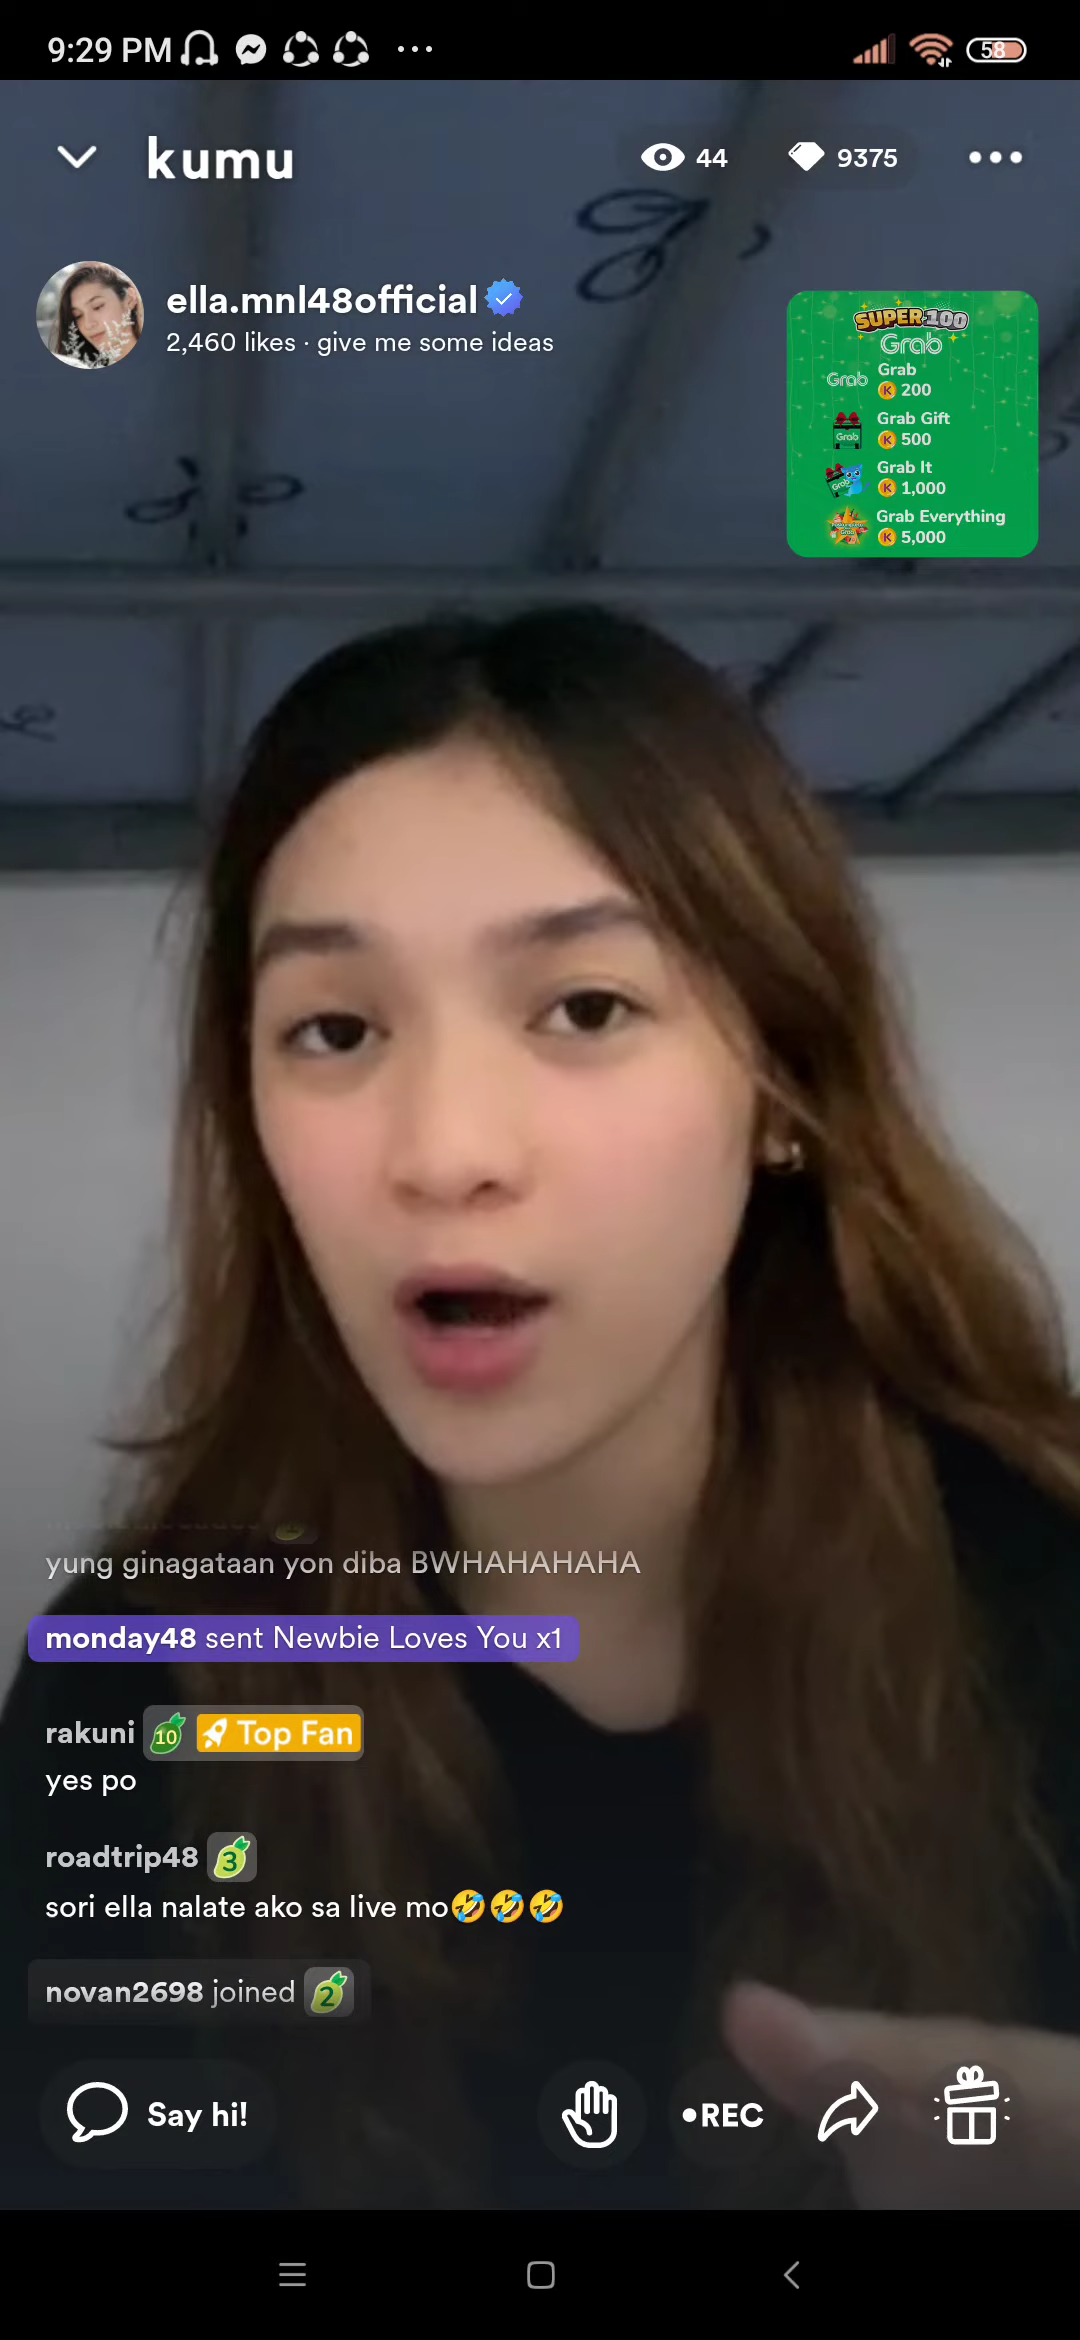 9:29 PM
58
kumu
44
9375
ella.mnl48official
2,460 likes · give me some ideas
SUPER 100
Grab
Grab
Grab
K 200
Grab
Grab Gift
K 500
Grab
Grab It
K 1,000
Grab Everything
K 5,000
yung ginagataan yon diba BWHAHAHAHA
monday48 sent Newbie Loves You x1
rakuni 10 Top Fan
yes po
roadtrip48 3
sori ella nalate ako sa live mo🤣🤣🤣
novan2698 joined 2
Say hi!
•REC